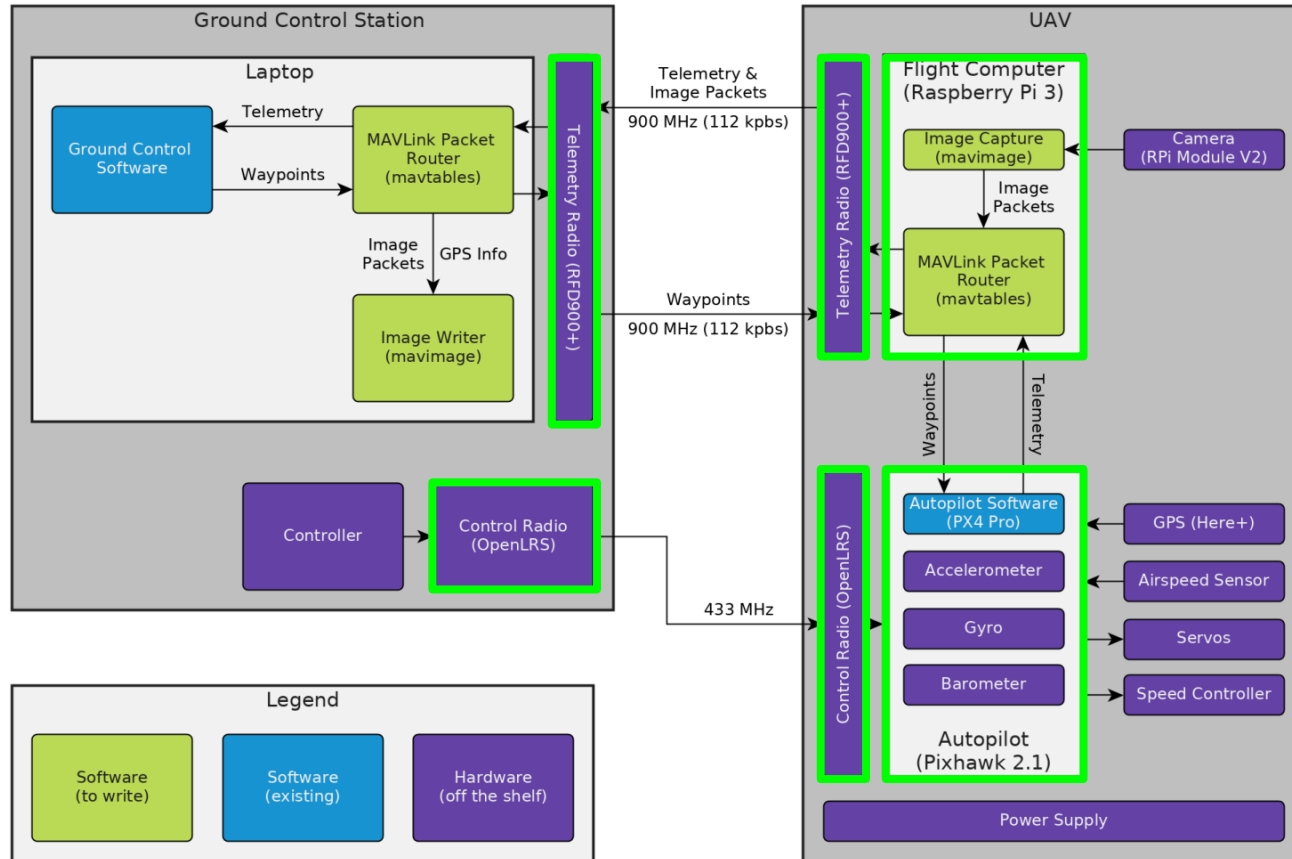 Ground Control Station
Laptop
Ground Control
Software
Telemetry
Waypoints
MAVLink Packet
Router
(mavtables)
Image
Packets
GPS Info
Image Writer
(mavimage)
Telemetry Radio (RFD900+)
Controller
Control Radio
(OpenLRS)
Telemetry &
Image Packets
900 MHz (112 kpbs)
Waypoints
900 MHz (112 kpbs)
433 MHz
UAV
Telemetry Radio (RFD900+)
Flight Computer
(Raspberry Pi 3)
Image Capture
(mavimage)
Image
Packets
MAVLink Packet
Router
(mavtables)
Camera
(RPi Module V2)
Waypoints
Telemetry
Control Radio (OpenLRS)
Autopilot Software
(PX4 Pro)
Accelerometer
Gyro
Barometer
Autopilot
(Pixhawk 2.1)
GPS (Here+)
Airspeed Sensor
Servos
Speed Controller
Power Supply
Legend
Software
(to write)
Software
(existing)
Hardware
(off the shelf)